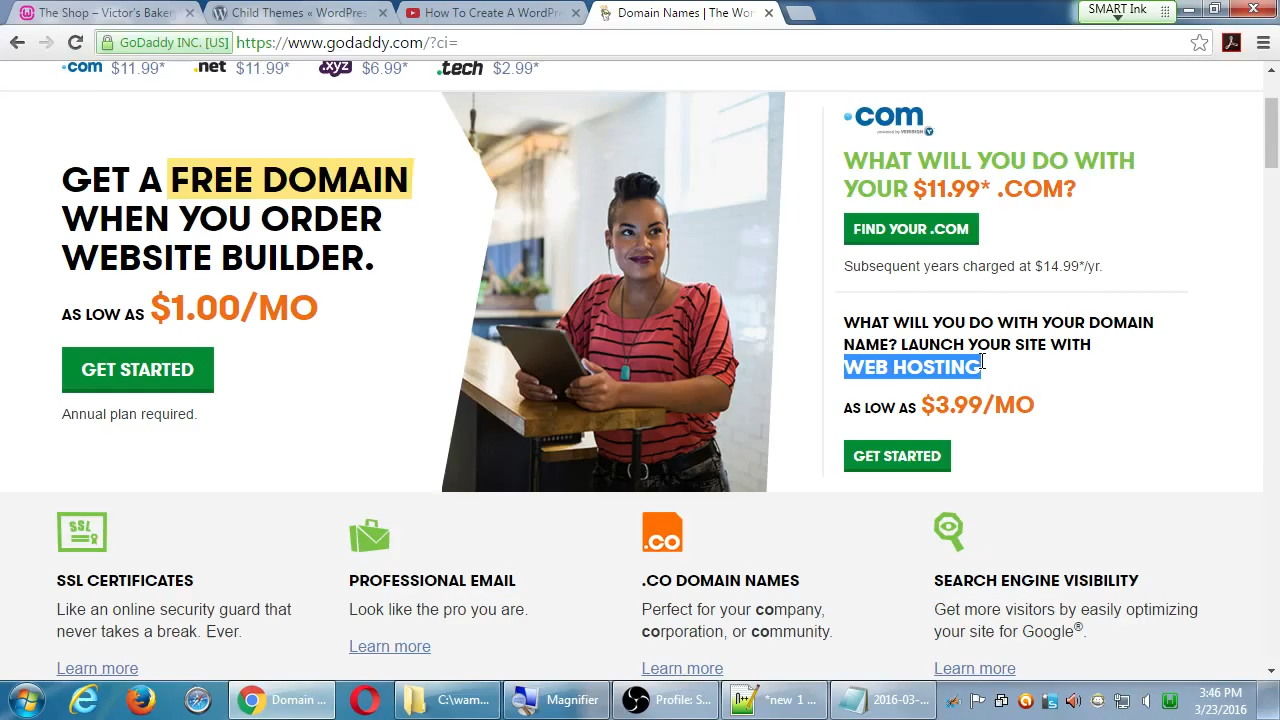 The Shop – Victor's Baker
Child Themes « WordPres
How To Create A WordPr
Domain Names | The Wor
SMART Ink
GoDaddy INC. [US] https://www.godaddy.com/?ci=
.com $11.99* .net $11.99* .xyz $6.99* .tech $2.99*
GET A FREE DOMAIN
WHEN YOU ORDER
WEBSITE BUILDER.
AS LOW AS $1.00/MO
GET STARTED
Annual plan required.
.com
powered by VERISIGN
WHAT WILL YOU DO WITH
YOUR $11.99* .COM?
FIND YOUR .COM
Subsequent years charged at $14.99*/yr.
WHAT WILL YOU DO WITH YOUR DOMAIN
NAME? LAUNCH YOUR SITE WITH
WEB HOSTING
AS LOW AS $3.99/MO
GET STARTED
SSL
SSL CERTIFICATES
Like an online security guard that
never takes a break. Ever.
Learn more
PROFESSIONAL EMAIL
Look like the pro you are.
Learn more
.co
.CO DOMAIN NAMES
Perfect for your company,
corporation, or community.
Learn more
SEARCH ENGINE VISIBILITY
Get more visitors by easily optimizing
your site for Google®.
Learn more
Domain ...
C:\wam...
Magnifier
Profile: S...
*new 1 ...
2016-03-...
3:46 PM
3/23/2016